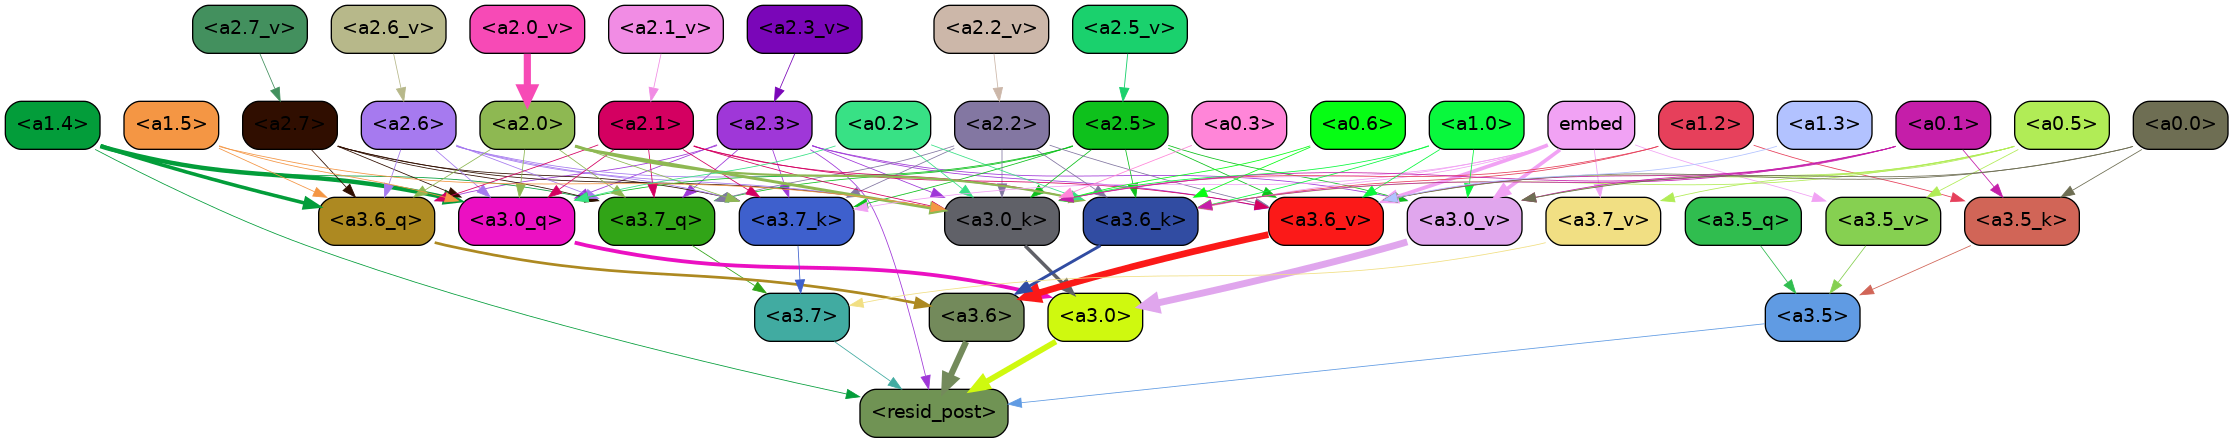 <a2.7_v> <a2.6_v> <a2.0_v> <a2.1_v> <a2.3_v> <a2.2_v> <a2.5_v>
<a1.4> <a1.5> <a2.7> <a2.6> <a2.0> <a2.1> <a2.3> <a0.2> <a2.2> <a2.5> <a0.3> <a0.6> <a1.0> embed <a1.2> <a1.3> <a0.1> <a0.5> <a0.0>
<a3.6_q> <a3.0_q> <a3.7_q> <a3.7_k> <a3.0_k> <a3.6_k> <a3.6_v> <a3.0_v> <a3.7_v> <a3.5_q> <a3.5_v> <a3.5_k>
<a3.7> <a3.6> <a3.0> <a3.5>
<resid_post>